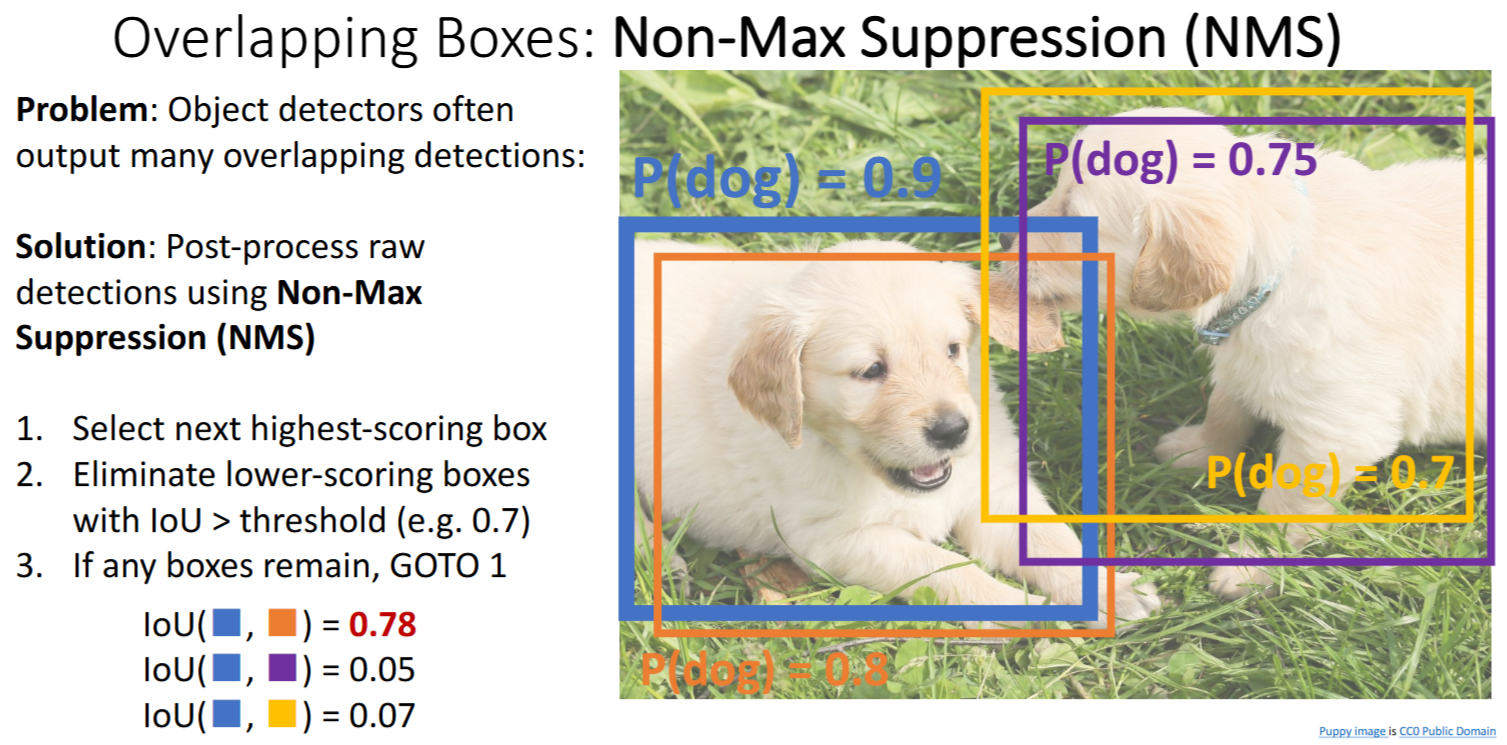 Overlapping Boxes: Non-Max Suppression (NMS)
Problem: Object detectors often
output many overlapping detections:
Solution: Post-process raw
detections using Non-Max
Suppression (NMS)
1. Select next highest-scoring box
2. Eliminate lower-scoring boxes
with IoU > threshold (e.g. 0.7)
3. If any boxes remain, GOTO 1
IoU(■, ■) = 0.78
IoU(■, ■) = 0.05
IoU(■, ■) = 0.07
P(dog) = 0.9
P(dog) = 0.75
P(dog) = 0.7
P(dog) = 0.8
Puppy image is CC0 Public Domain